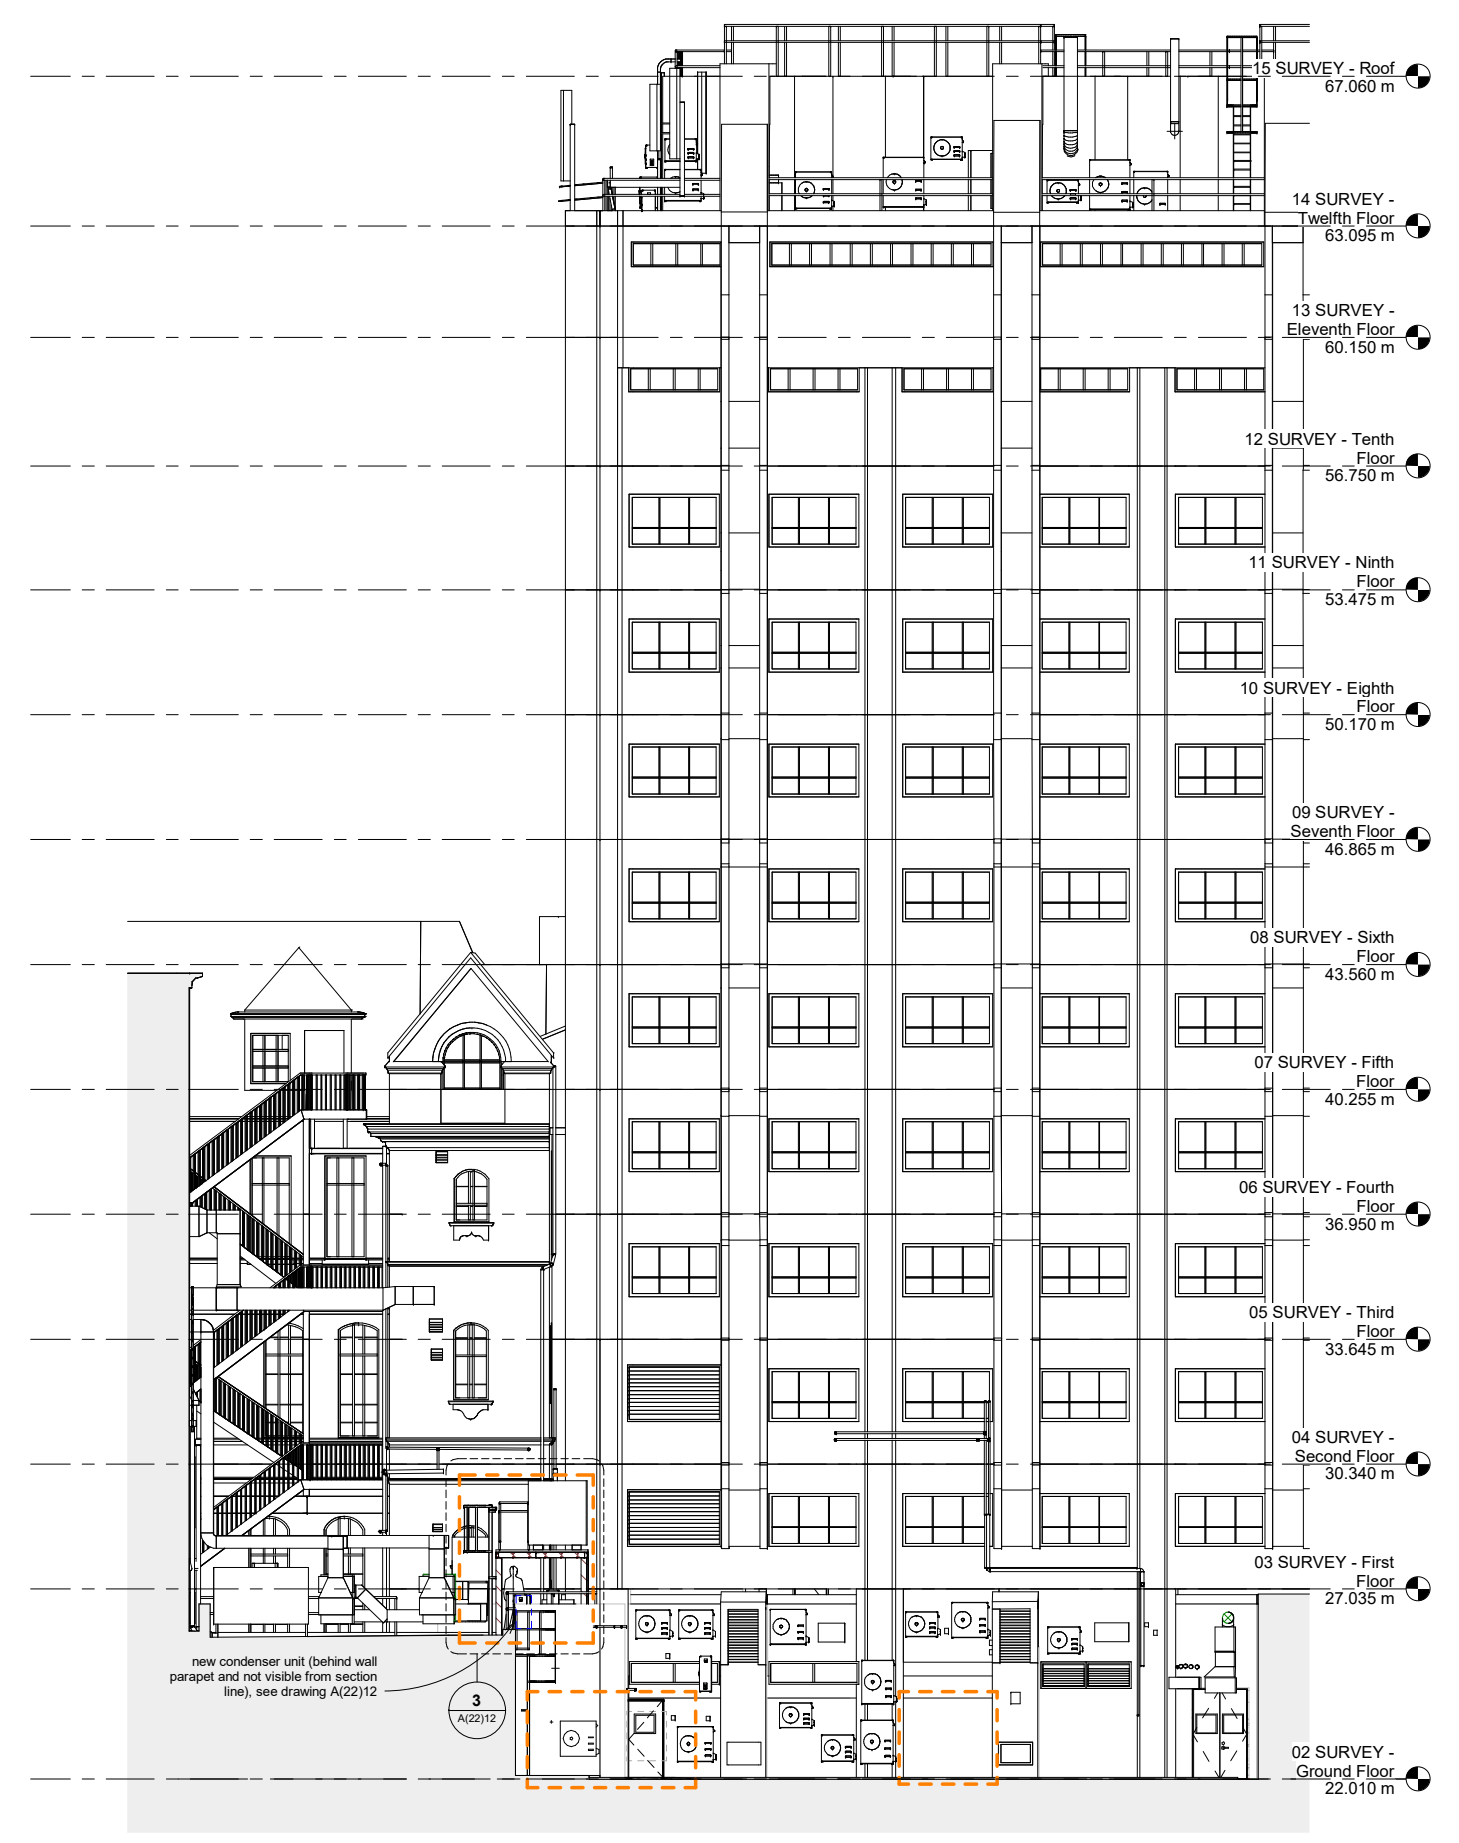 15 SURVEY - Roof
67.060 m
14 SURVEY -
Twelfth Floor
63.095 m
13 SURVEY -
Eleventh Floor
60.150 m
12 SURVEY - Tenth
Floor
56.750 m
11 SURVEY - Ninth
Floor
53.475 m
10 SURVEY - Eighth
Floor
50.170 m
09 SURVEY -
Seventh Floor
46.865 m
08 SURVEY - Sixth
Floor
43.560 m
07 SURVEY - Fifth
Floor
40.255 m
06 SURVEY - Fourth
Floor
36.950 m
05 SURVEY - Third
Floor
33.645 m
04 SURVEY -
Second Floor
30.340 m
03 SURVEY - First
Floor
27.035 m
new condenser unit (behind wall
parapet and not visible from section
line), see drawing A(22)12
3
A(22)12
02 SURVEY -
Ground Floor
22.010 m